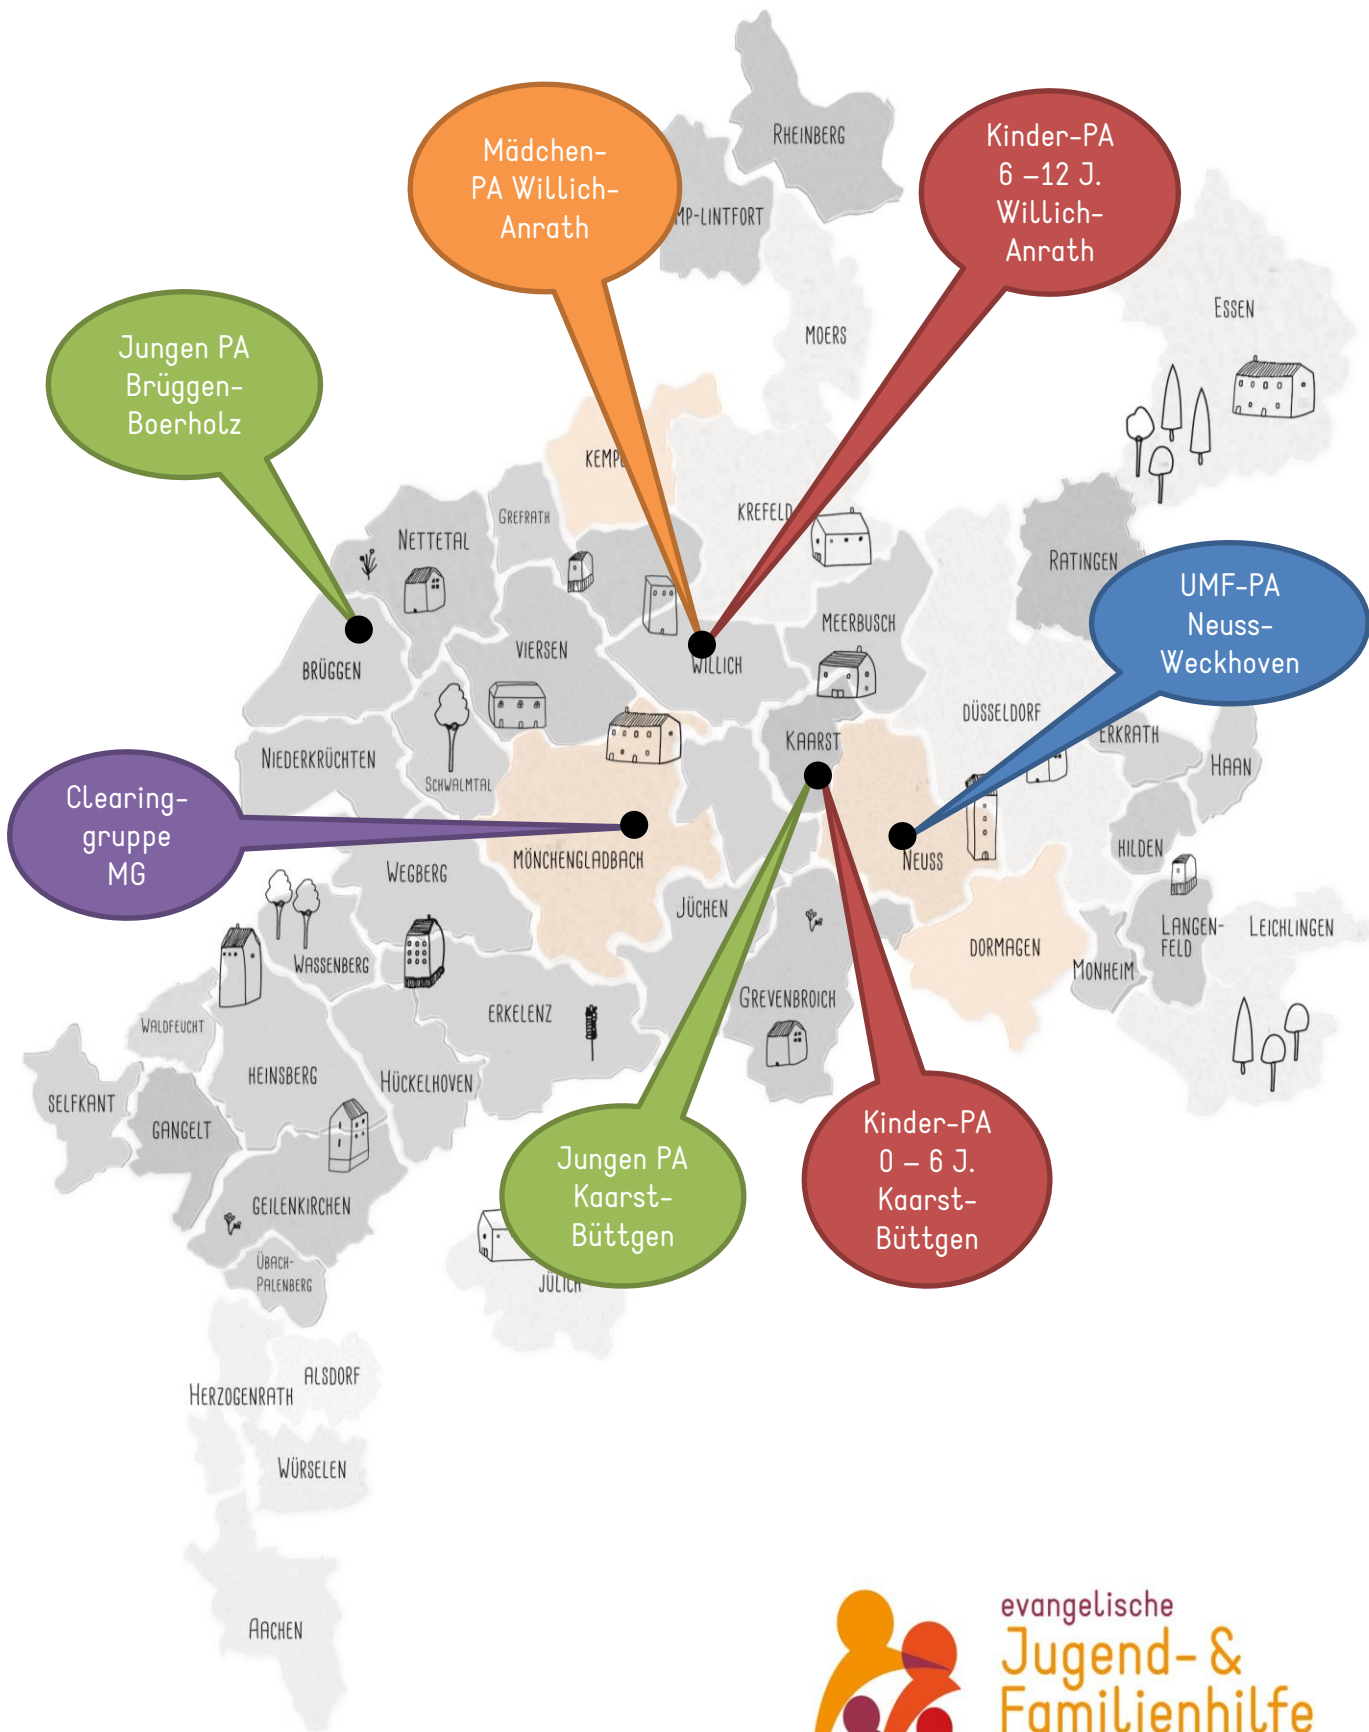 RHEINBERG
Mädchen-
PA Willich-
Anrath
Kinder-PA
6 –12 J.
Willich-
Anrath
MP-LINTFORT
ESSEN
MOERS
Jungen PA
Brüggen-
Boerholz
KEMP
KREFELD
GREFRATH
NETTETAL
RATINGEN
UMF-PA
Neuss-
Weckhoven
MEERBUSCH
VIERSEN
WILLICH
BRÜGGEN
DÜSSELDORF
ERKRATH
KAARST
HAAN
NIEDERKRÜCHTEN
SCHWALMTAL
Clearing-
gruppe
MG
HILDEN
MÖNCHENGLADBACH
NEUSS
WEGBERG
JÜCHEN
LANGEN-
FELD
LEICHLINGEN
DORMAGEN
MONHEIM
WASSENBERG
GREVENBROICH
ERKELENZ
WALDFEUCHT
HEINSBERG
HÜCKELHOVEN
SELFKANT
GANGELT
Jungen PA
Kaarst-
Büttgen
Kinder-PA
0 – 6 J.
Kaarst-
Büttgen
GEILENKIRCHEN
ÜBACH-
PALENBERG
JÜLICH
ALSDORF
HERZOGENRATH
WÜRSELEN
AACHEN
evangelische
Jugend- &
Familienhilfe